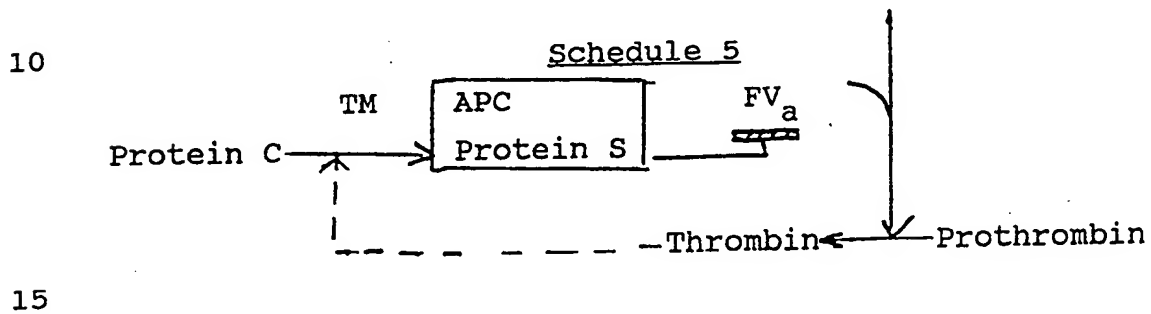 10
Schedule 5
TM APC FVa
Protein C Protein S
Thrombin Prothrombin
15